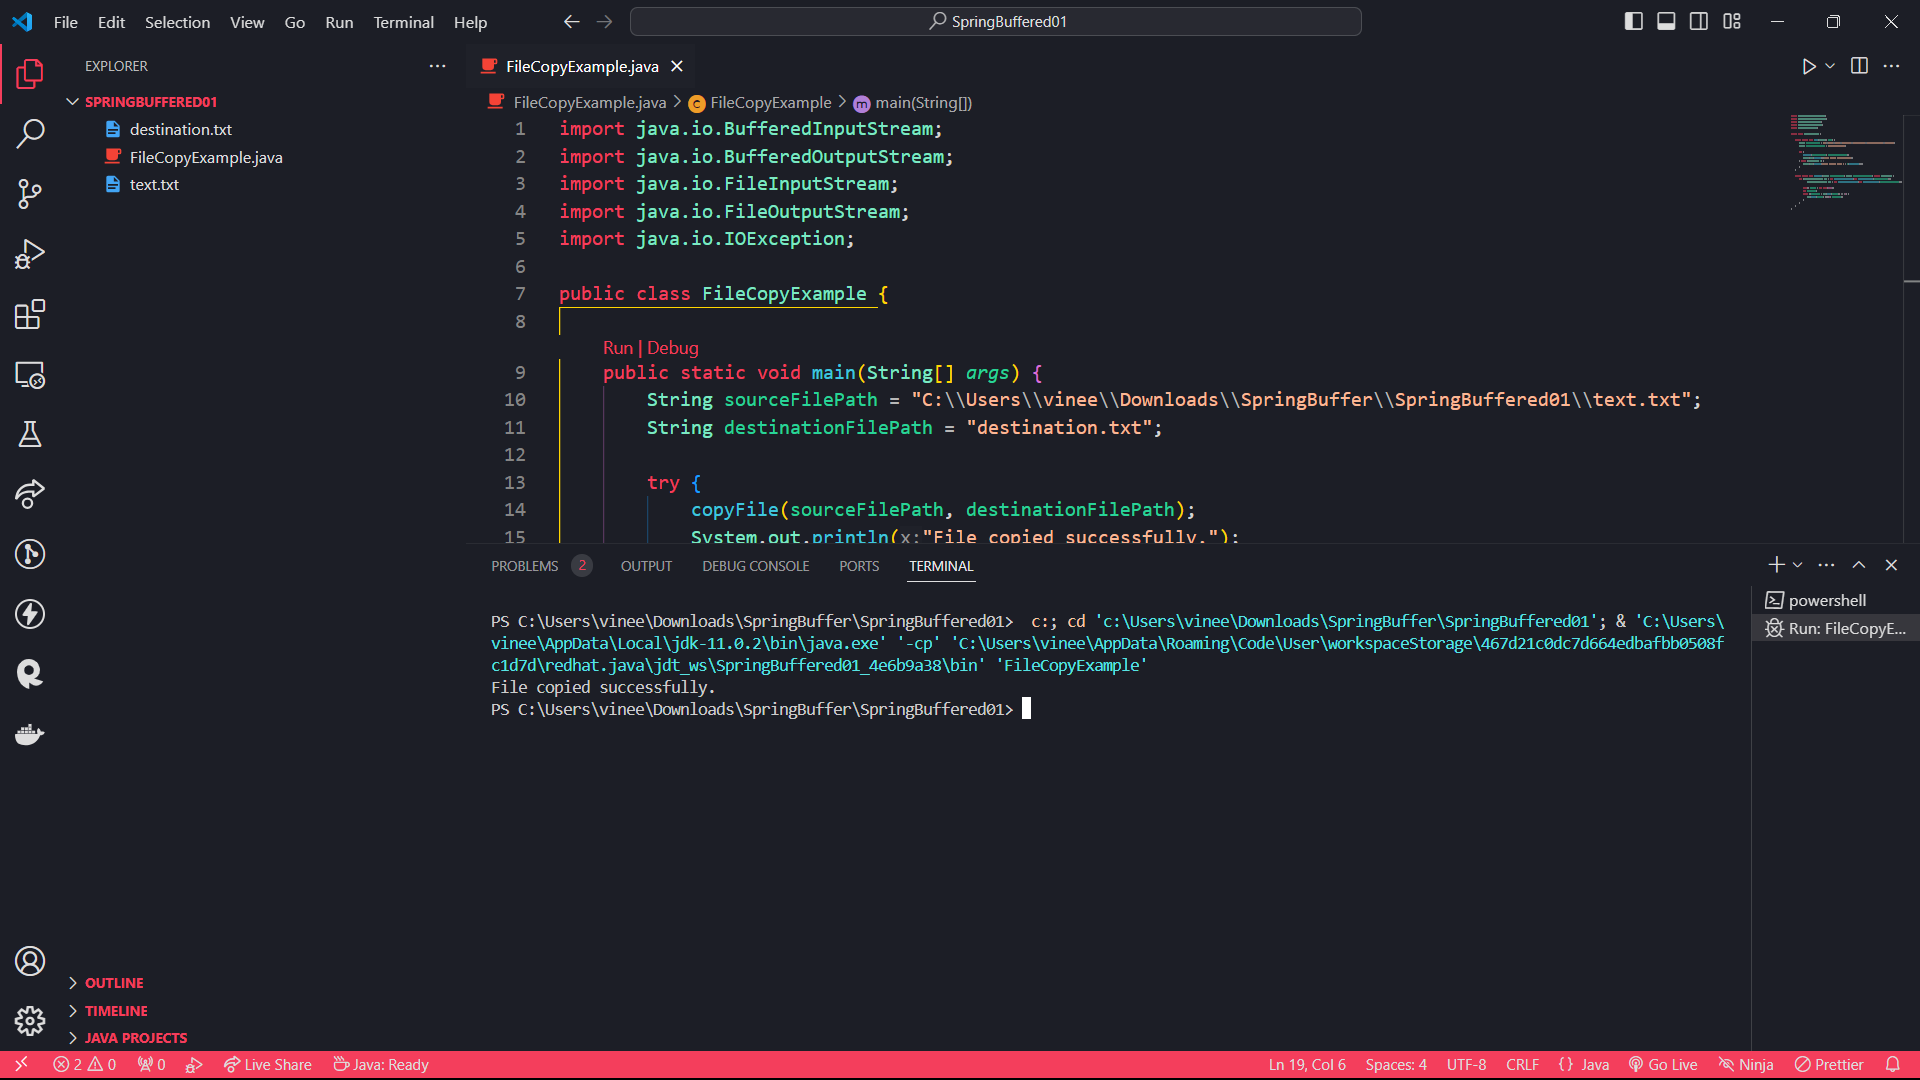 File Edit Selection View Go Run Terminal Help
SpringBuffered01
EXPLORER
SPRINGBUFFERED01
destination.txt
FileCopyExample.java
text.txt
OUTLINE
TIMELINE
JAVA PROJECTS
FileCopyExample.java
FileCopyExample.java > FileCopyExample > main(String[])
1 import java.io.BufferedInputStream;
2 import java.io.BufferedOutputStream;
3 import java.io.FileInputStream;
4 import java.io.FileOutputStream;
5 import java.io.IOException;
6
7 public class FileCopyExample {
8
Run | Debug
9 public static void main(String[] args) {
10 String sourceFilePath = "C:\\Users\\vinee\\Downloads\\SpringBuffer\\SpringBuffered01\\text.txt";
11 String destinationFilePath = "destination.txt";
12
13 try {
14 copyFile(sourceFilePath, destinationFilePath);
15 System.out.println(x:"File copied successfully.");
PROBLEMS 2 OUTPUT DEBUG CONSOLE PORTS TERMINAL
PS C:\Users\vinee\Downloads\SpringBuffer\SpringBuffered01>  c:; cd 'c:\Users\vinee\Downloads\SpringBuffer\SpringBuffered01'; & 'C:\Users\
vinee\AppData\Local\jdk-11.0.2\bin\java.exe' '-cp' 'C:\Users\vinee\AppData\Roaming\Code\User\workspaceStorage\467d21c0dc7d664edbafbb0508f
c1d7d\redhat.java\jdt_ws\SpringBuffered01_4e6b9a38\bin' 'FileCopyExample'
File copied successfully.
PS C:\Users\vinee\Downloads\SpringBuffer\SpringBuffered01>
powershell
Run: FileCopyE...
2 0 0 Live Share Java: Ready Ln 19, Col 6 Spaces: 4 UTF-8 CRLF {} Java Go Live Ninja Prettier